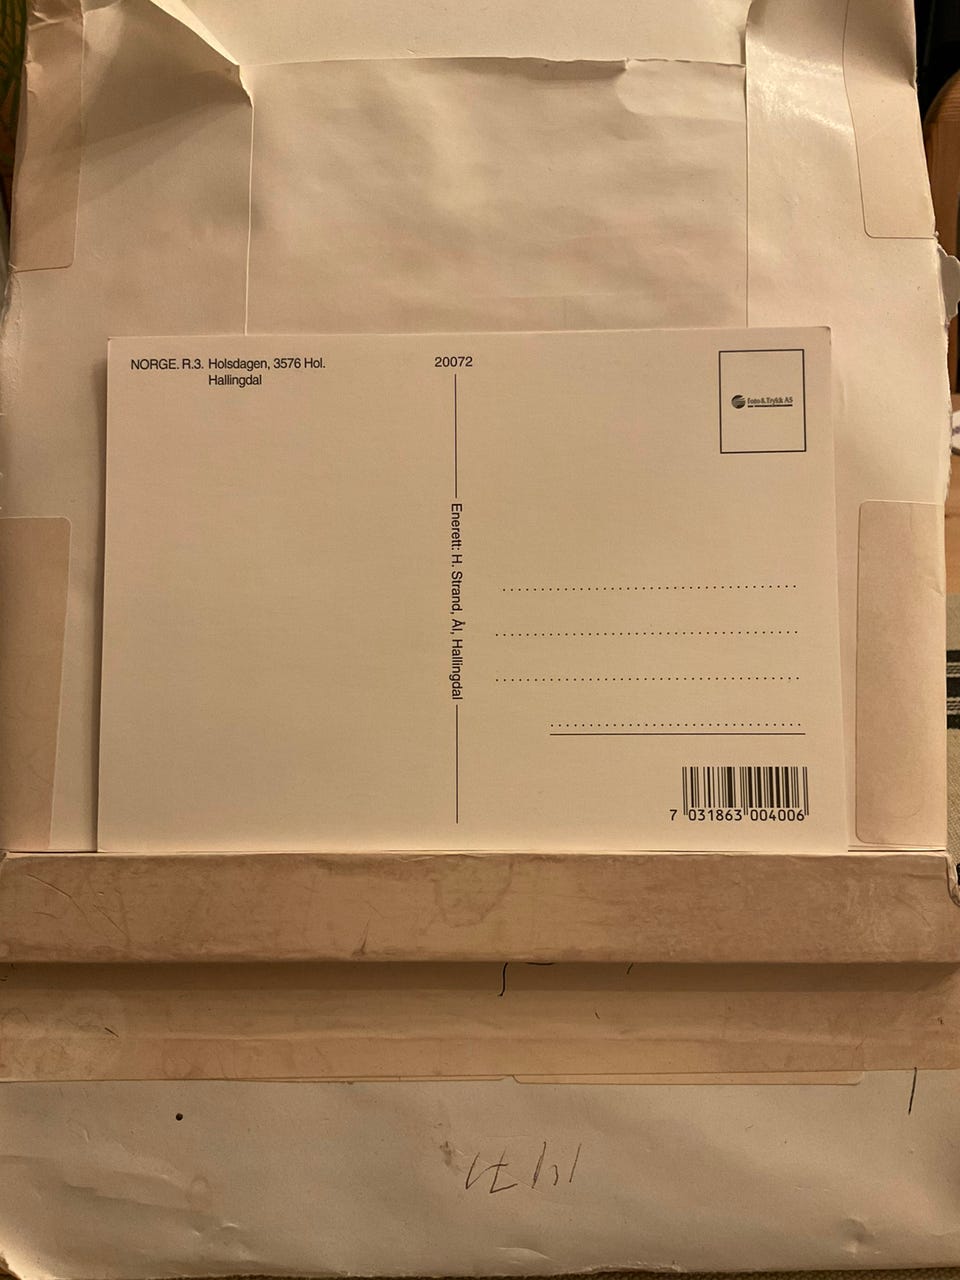 NORGE. R.3. Holsdagen, 3576 Hol.
Hallingdal
20072
Foto & Trykk AS
Enerett: H. Strand, Ål, Hallingdal
7 031863 004006